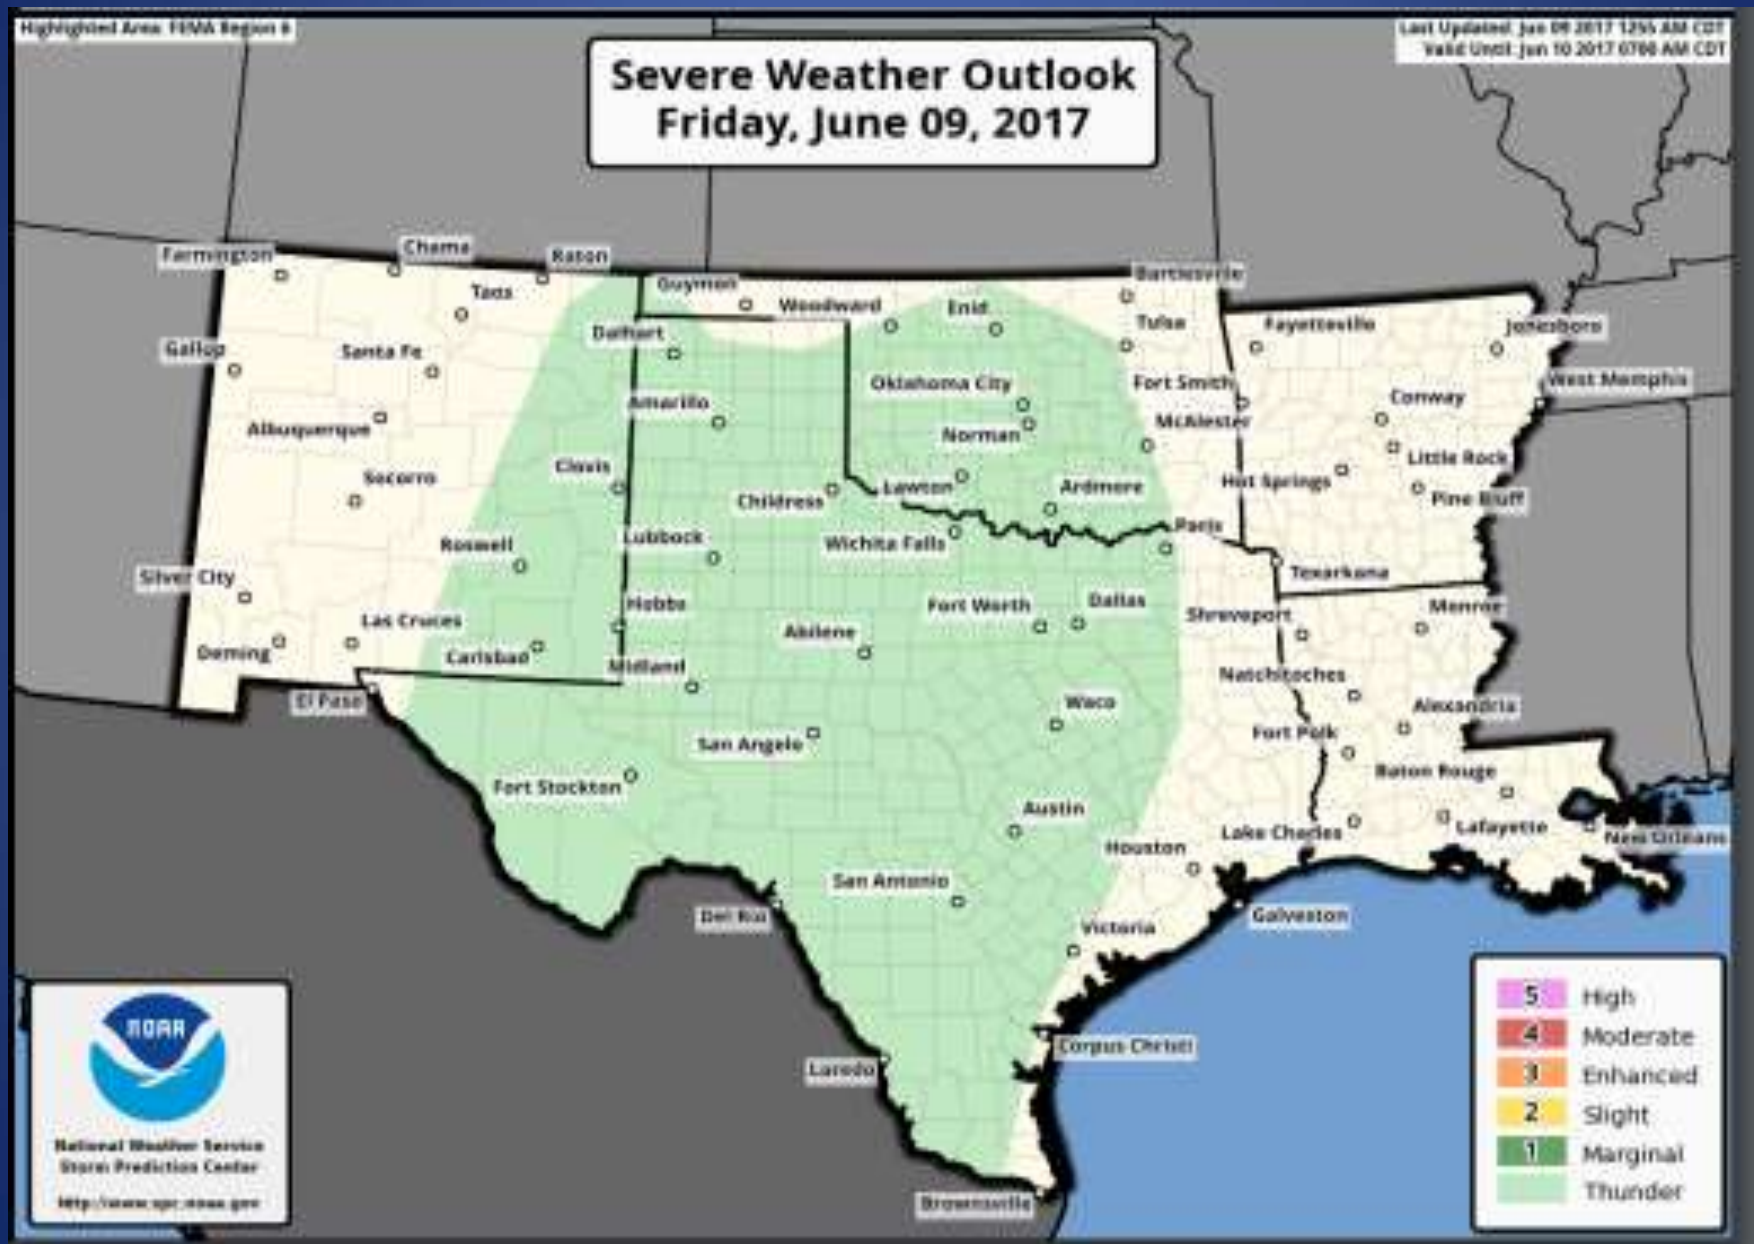 Highlighted Area: FEMA Region 6
Last Updated: Jun 09 2017 1255 AM CDT
Valid Until: Jun 10 2017 0700 AM CDT
Severe Weather Outlook
Friday, June 09, 2017
Farmington
Chama
Raton
Taos
Guymon
Woodward
Enid
Bartlesville
Tulsa
Fayetteville
Jonesboro
Gallup
Santa Fe
Dalhart
Oklahoma City
Fort Smith
West Memphis
Albuquerque
Amarillo
Norman
McAlester
Conway
Little Rock
Socorro
Clovis
Childress
Lawton
Ardmore
Hot Springs
Pine Bluff
Roswell
Lubbock
Wichita Falls
Paris
Texarkana
Silver City
Las Cruces
Hobbs
Abilene
Fort Worth
Dallas
Shreveport
Monroe
Deming
Carlsbad
Midland
Natchitoches
El Paso
San Angelo
Waco
Fort Polk
Alexandria
Fort Stockton
Austin
Baton Rouge
Lake Charles
Lafayette
New Orleans
Houston
San Antonio
Del Rio
Victoria
Galveston
Corpus Christi
Laredo
Brownsville
NOAA
National Weather Service
Storm Prediction Center
http://www.spc.noaa.gov
5 High
4 Moderate
3 Enhanced
2 Slight
1 Marginal
Thunder